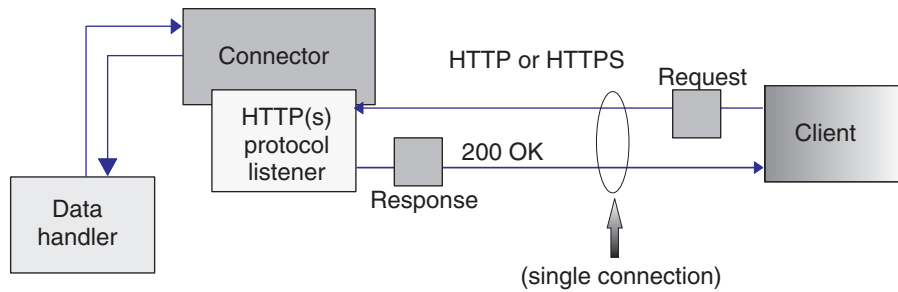 Connector
HTTP or HTTPS
Request
HTTP(s)
protocol
listener
Client
200 OK
Response
Data
handler
(single connection)